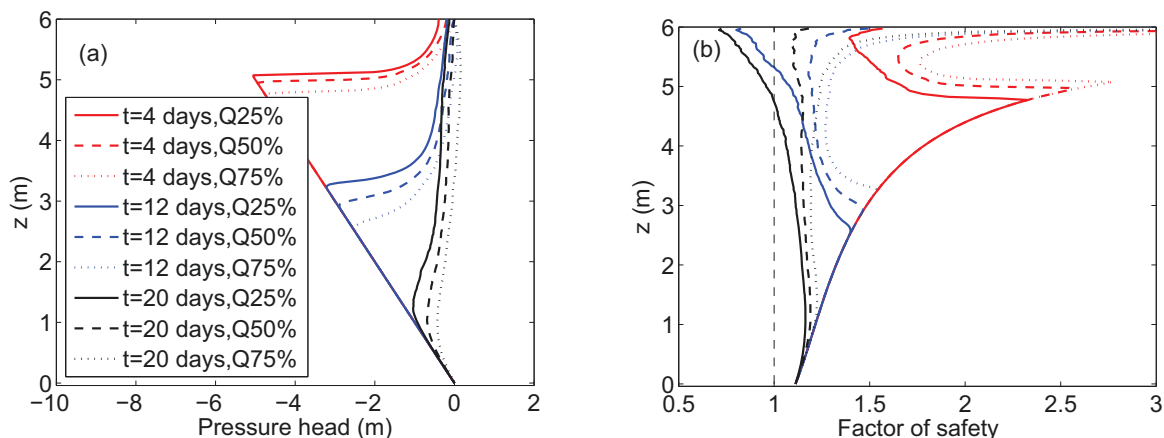 (a)
6
5
4
3
2
1
0
z (m)
t=4 days,Q25%
t=4 days,Q50%
t=4 days,Q75%
t=12 days,Q25%
t=12 days,Q50%
t=12 days,Q75%
t=20 days,Q25%
t=20 days,Q50%
t=20 days,Q75%
−10 −8 −6 −4 −2 0 2
Pressure head (m)
(b)
6
5
4
3
2
1
0
z (m)
0.5 1 1.5 2 2.5 3
Factor of safety